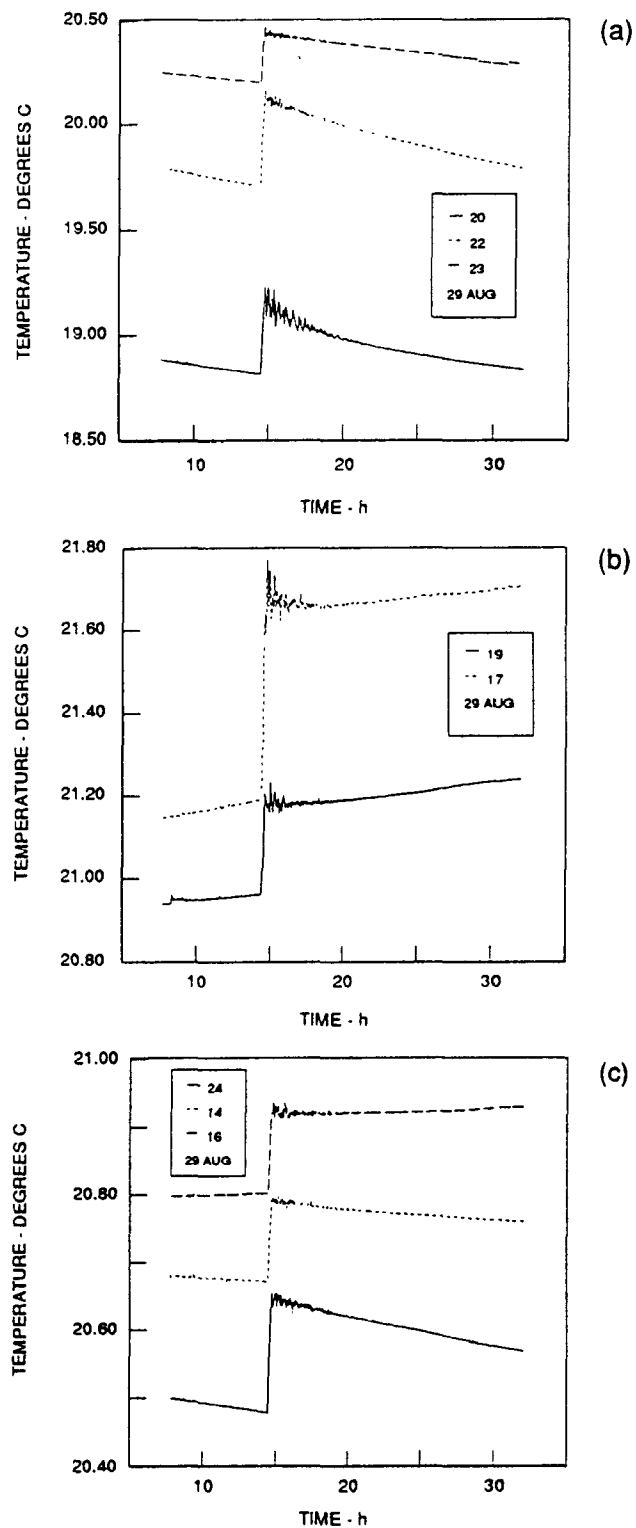 (a)
TEMPERATURE - DEGREES C
20.50
20.00
19.50
19.00
18.50
20
22
23
29 AUG
10 20 30
TIME - h
(b)
TEMPERATURE - DEGREES C
21.80
21.60
21.40
21.20
21.00
20.80
19
17
29 AUG
10 20 30
TIME - h
(c)
TEMPERATURE - DEGREES C
21.00
20.80
20.60
20.40
24
14
16
29 AUG
10 20 30
TIME - h